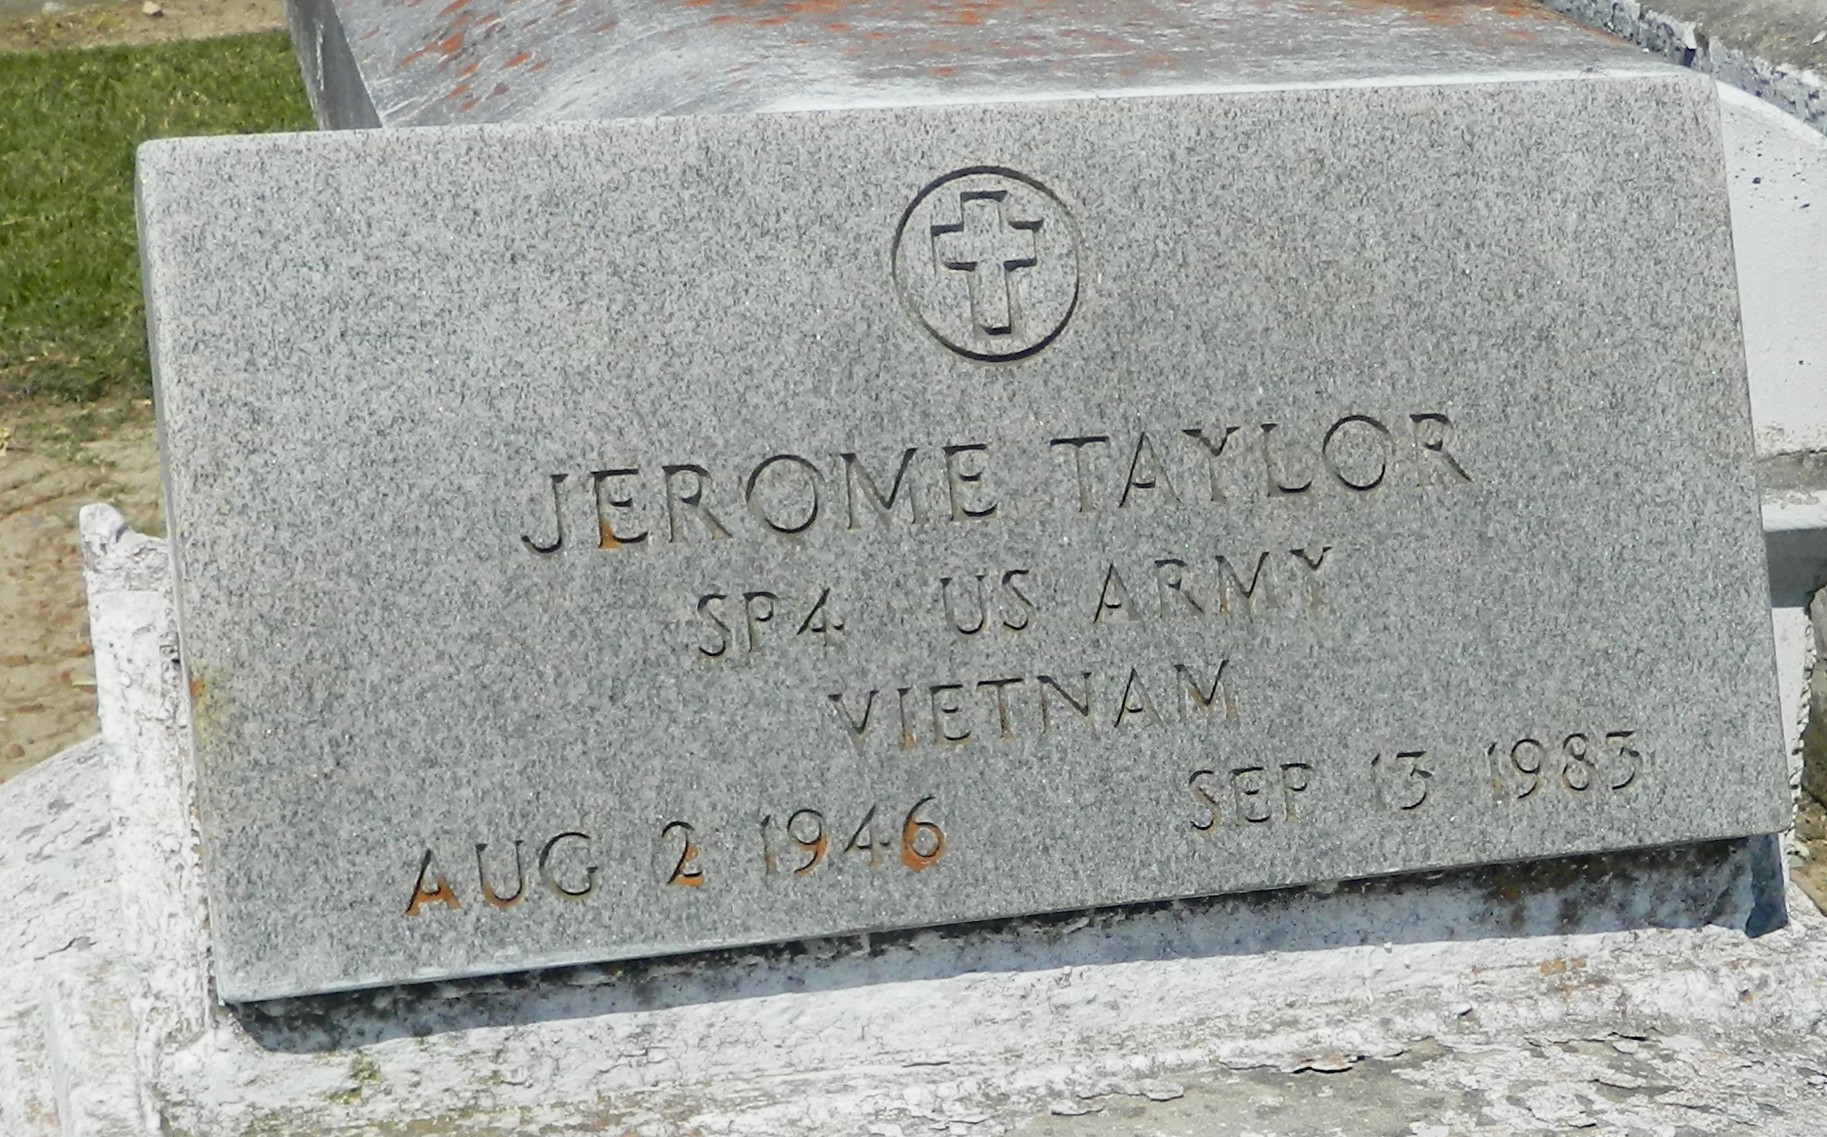 JEROME TAYLOR
SP4 US ARMY
VIETNAM
AUG 2 1946 SEP 13 1983